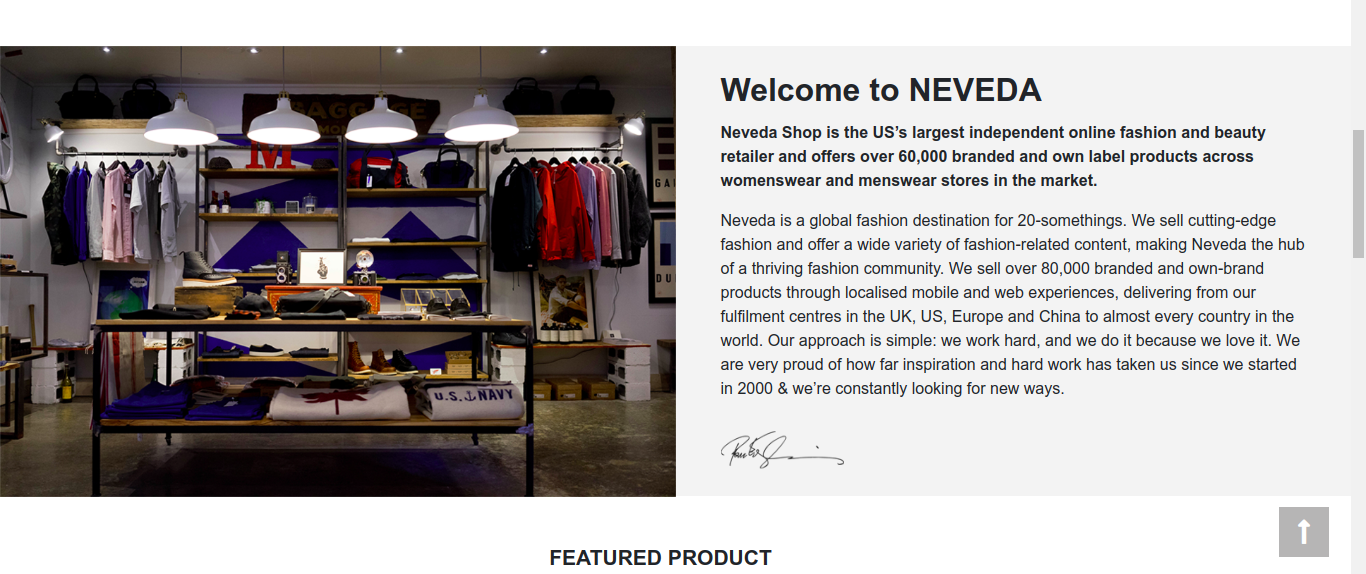 BAGGAGE
M
U.S. NAVY
Welcome to NEVEDA
Neveda Shop is the US’s largest independent online fashion and beauty
retailer and offers over 60,000 branded and own label products across
womenswear and menswear stores in the market.
Neveda is a global fashion destination for 20-somethings. We sell cutting-edge
fashion and offer a wide variety of fashion-related content, making Neveda the hub
of a thriving fashion community. We sell over 80,000 branded and own-brand
products through localised mobile and web experiences, delivering from our
fulfilment centres in the UK, US, Europe and China to almost every country in the
world. Our approach is simple: we work hard, and we do it because we love it. We
are very proud of how far inspiration and hard work has taken us since we started
in 2000 & we’re constantly looking for new ways.
FEATURED PRODUCT